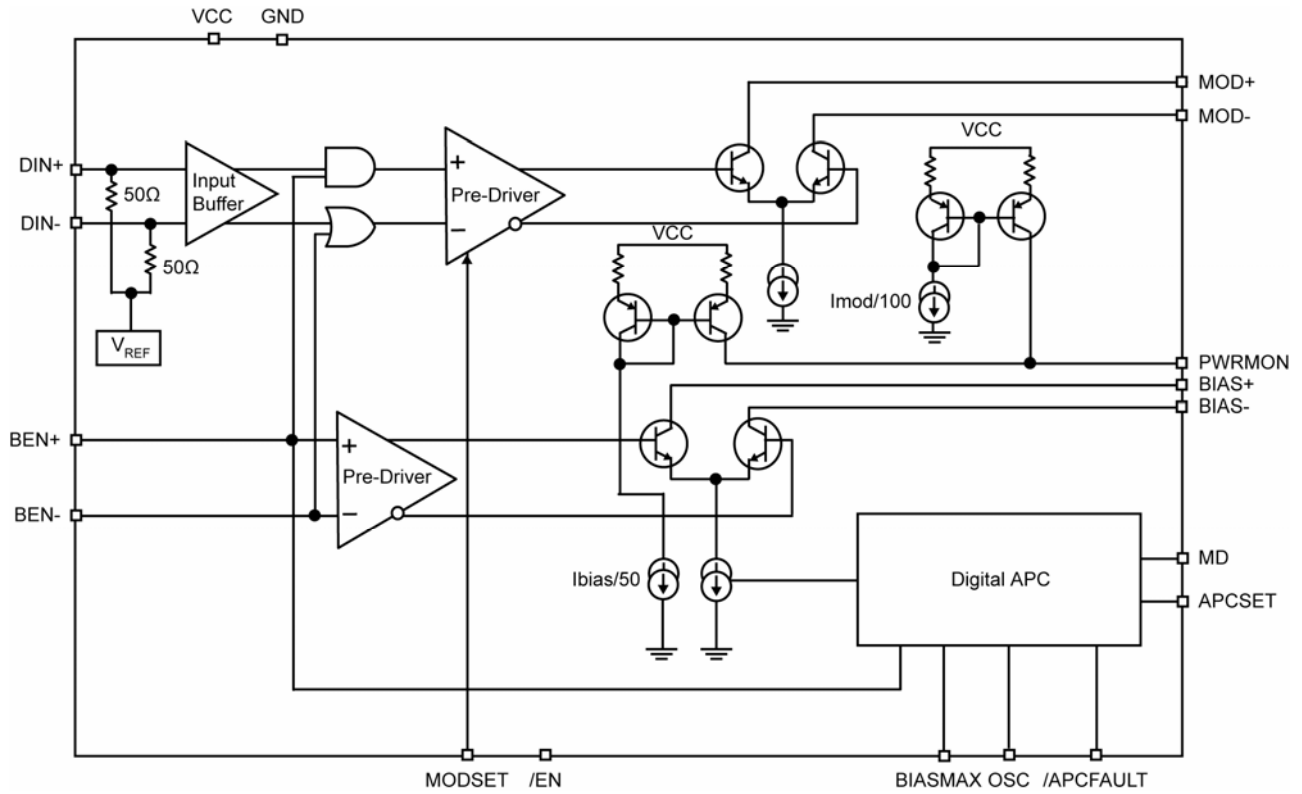 VCC GND
MOD+
MOD-
VCC
DIN+
50Ω
Input
Buffer
+
Pre-Driver
−
DIN-
50Ω
VCC
Imod/100
VREF
PWRMON
BIAS+
BIAS-
BEN+
+
Pre-Driver
−
BEN-
Ibias/50
Digital APC
MD
APCSET
MODSET /EN
BIASMAX OSC /APCFAULT